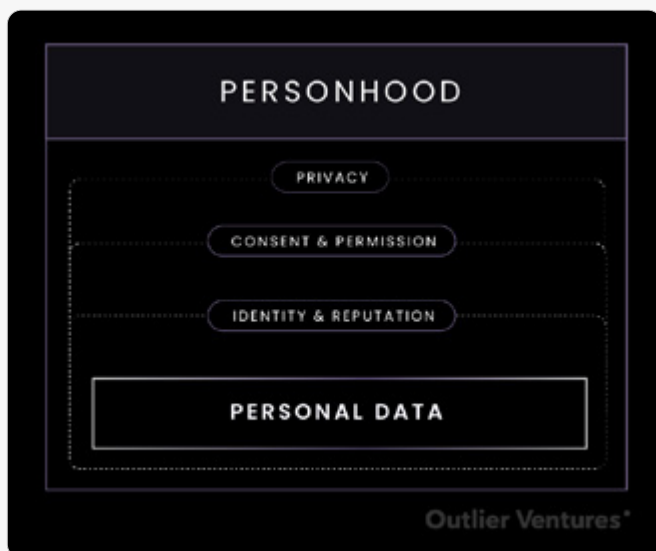 PERSONHOOD
PRIVACY
CONSENT & PERMISSION
IDENTITY & REPUTATION
PERSONAL DATA
Outlier Ventures